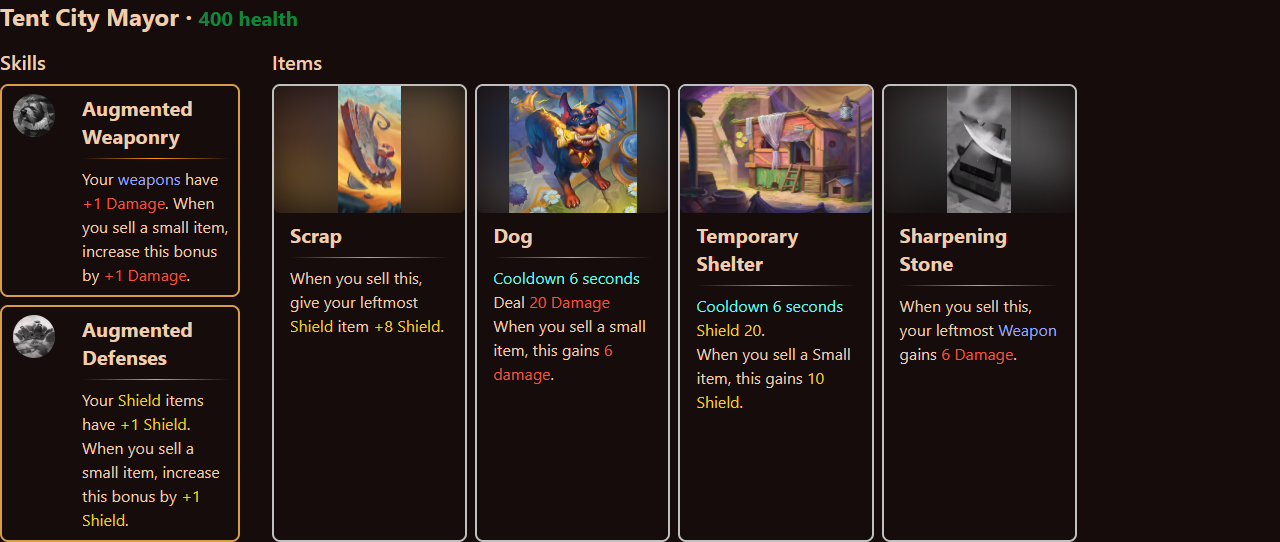 Tent City Mayor · 400 health
Skills
Augmented
Weaponry
Your weapons have
+1 Damage. When
you sell a small item,
increase this bonus
by +1 Damage.
Augmented
Defenses
Your Shield items
have +1 Shield.
When you sell a
small item, increase
this bonus by +1
Shield.
Items
Scrap
When you sell this,
give your leftmost
Shield item +8 Shield.
Dog
Cooldown 6 seconds
Deal 20 Damage
When you sell a small
item, this gains 6
damage.
Temporary
Shelter
Cooldown 6 seconds
Shield 20.
When you sell a Small
item, this gains 10
Shield.
Sharpening
Stone
When you sell this,
your leftmost Weapon
gains 6 Damage.